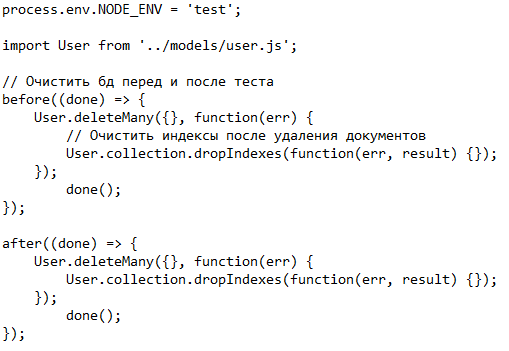 process.env.NODE_ENV = 'test';
import User from '../models/user.js';
// Очистить бд перед и после теста
before((done) => {
    User.deleteMany({}, function(err) {
        // Очистить индексы после удаления документов
        User.collection.dropIndexes(function(err, result) {});
    });
        done();
});
after((done) => {
    User.deleteMany({}, function(err) {
        User.collection.dropIndexes(function(err, result) {});
    });
        done();
});